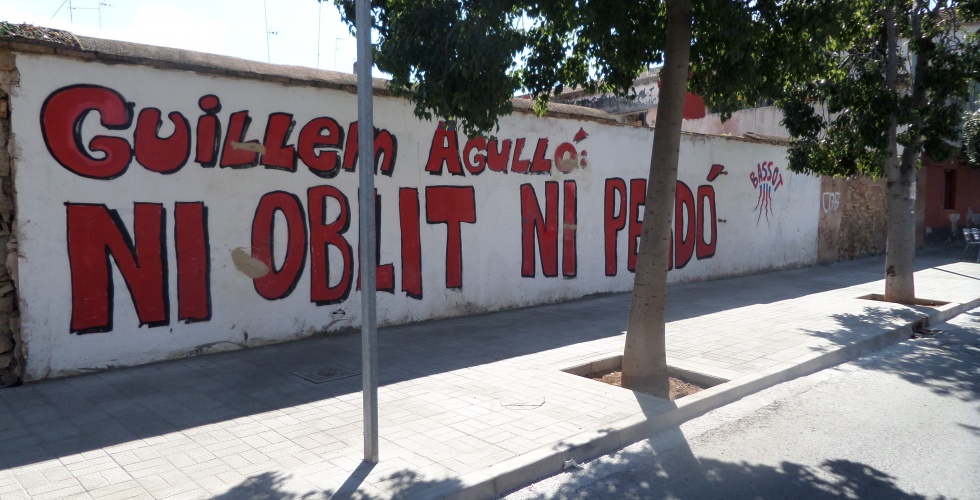 Guillem Agulló:
NI OBLIT NI PERDÓ
BASSOT